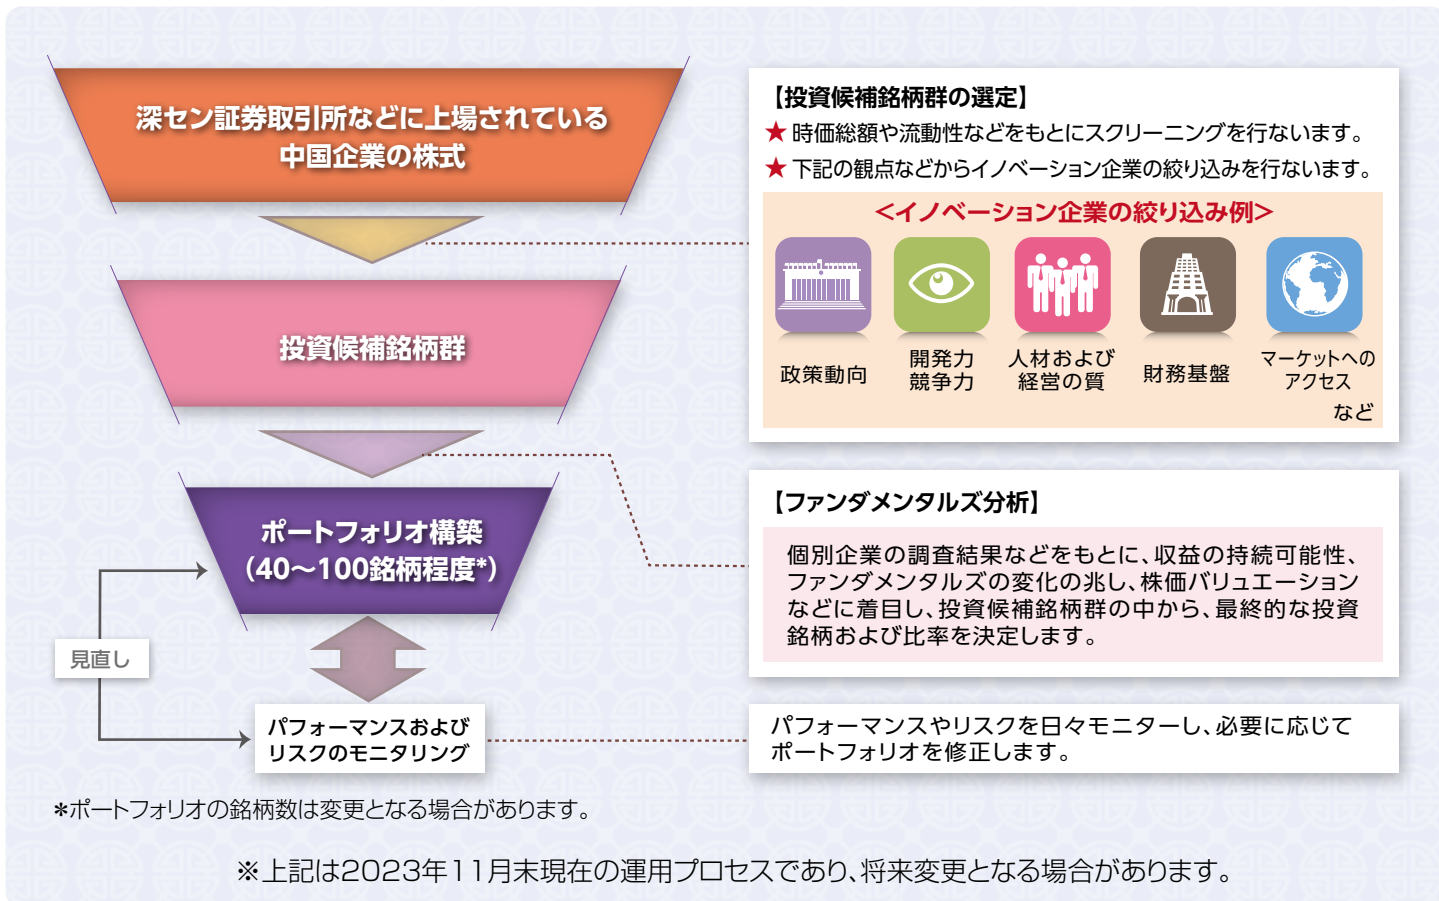 深セン証券取引所などに上場されている
中国企業の株式
投資候補銘柄群
ポートフォリオ構築
(40～100銘柄程度*)
見直し
パフォーマンスおよび
リスクのモニタリング
【投資候補銘柄群の選定】
★ 時価総額や流動性などをもとにスクリーニングを行ないます。
★ 下記の観点などからイノベーション企業の絞り込みを行ないます。
<イノベーション企業の絞り込み例>
政策動向
開発力
競争力
人材および
経営の質
財務基盤
マーケットへの
アクセス
など
【ファンダメンタルズ分析】
個別企業の調査結果などをもとに、収益の持続可能性、
ファンダメンタルズの変化の兆し、株価バリュエーション
などに着目し、投資候補銘柄群の中から、最終的な投資
銘柄および比率を決定します。
パフォーマンスやリスクを日々モニターし、必要に応じて
ポートフォリオを修正します。
*ポートフォリオの銘柄数は変更となる場合があります。
※上記は2023年11月末現在の運用プロセスであり、将来変更となる場合があります。